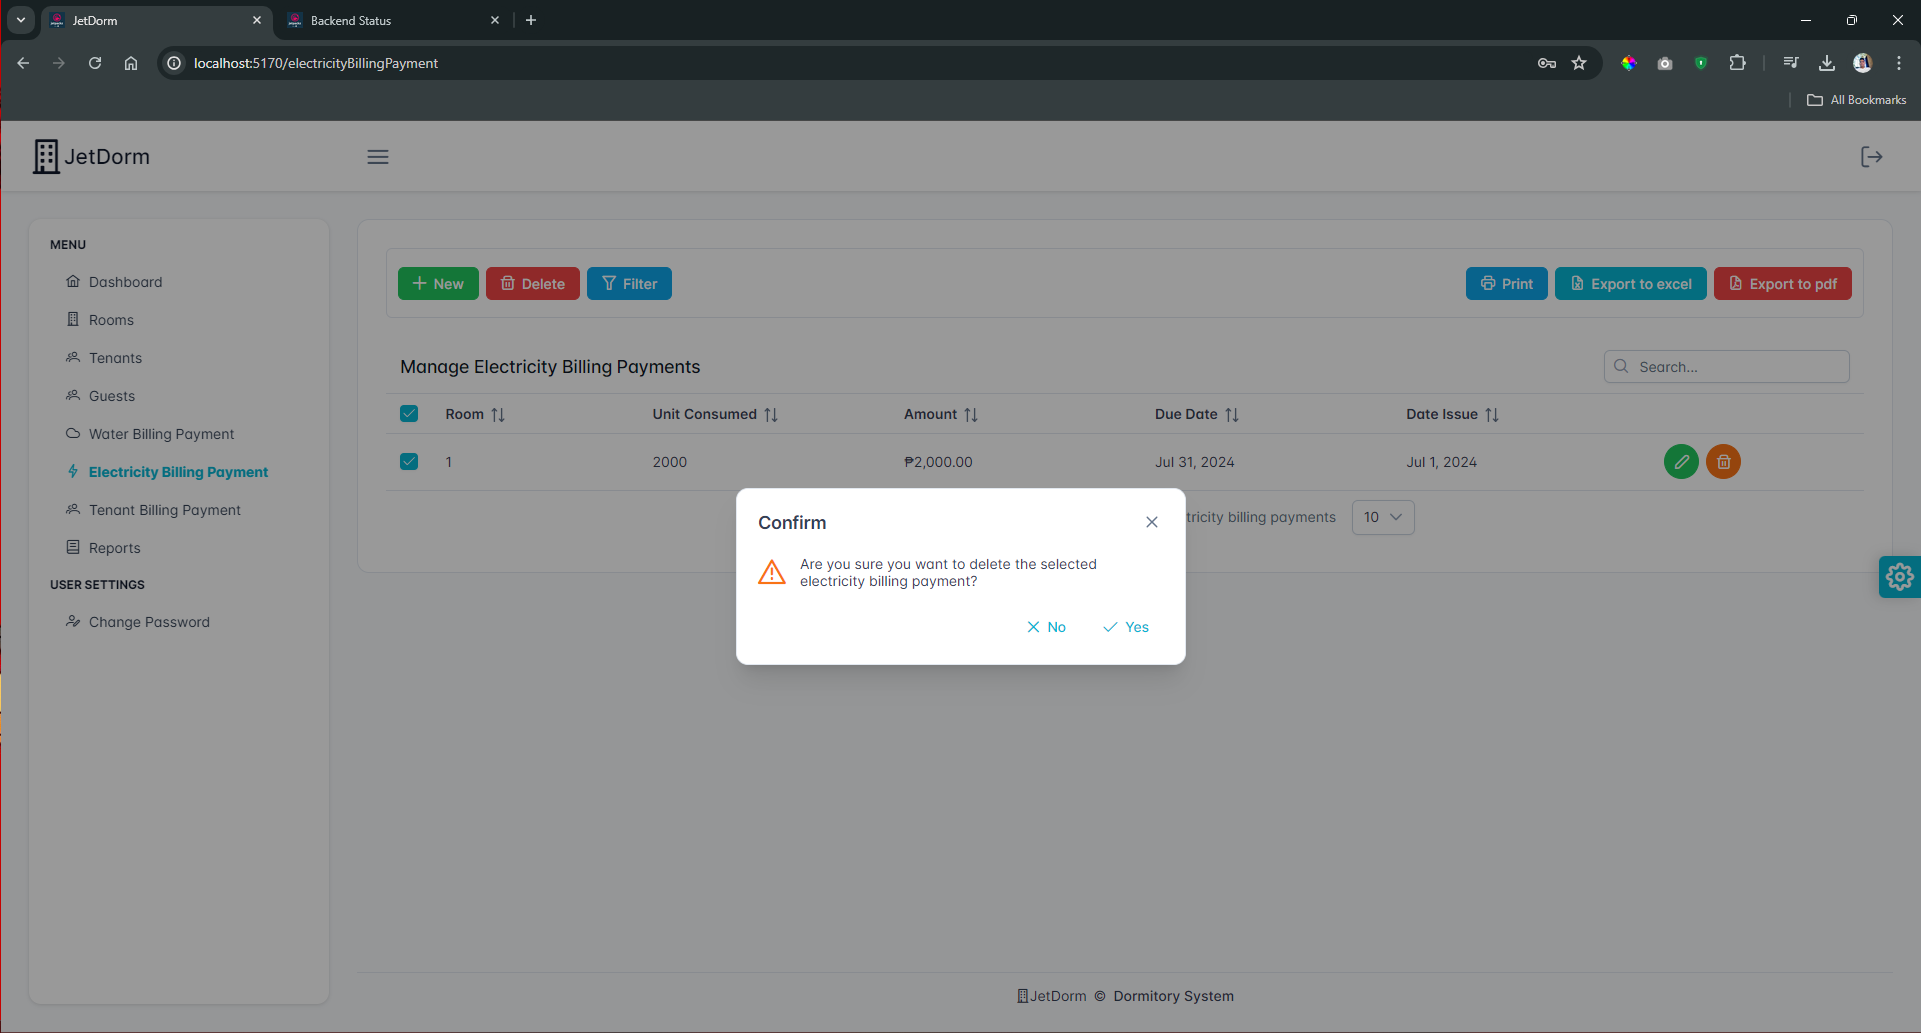 JetDorm
Backend Status
localhost:5170/electricityBillingPayment
All Bookmarks
JetDorm
MENU
Dashboard
Rooms
Tenants
Guests
Water Billing Payment
Electricity Billing Payment
Tenant Billing Payment
Reports
USER SETTINGS
Change Password
New Delete Filter Print Export to excel Export to pdf
Manage Electricity Billing Payments Search...
Room Unit Consumed Amount Due Date Date Issue
1 2000 ₱2,000.00 Jul 31, 2024 Jul 1, 2024
billing payments 10
Confirm
Are you sure you want to delete the selected
electricity billing payment?
No Yes
JetDorm © Dormitory System